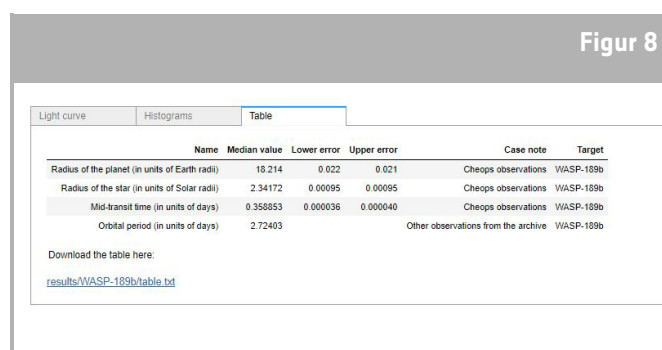 Figur 8
Light curve Histograms Table
Name Median value Lower error Upper error Case note Target
Radius of the planet (in units of Earth radii) 18.214 0.022 0.021 Cheops observations WASP-189b
Radius of the star (in units of Solar radii) 2.34172 0.00095 0.00095 Cheops observations WASP-189b
Mid-transit time (in units of days) 0.358853 0.000036 0.000040 Cheops observations WASP-189b
Orbital period (in units of days) 2.72403 Other observations from the archive WASP-189b
Download the table here:
results/WASP-189b/table.txt